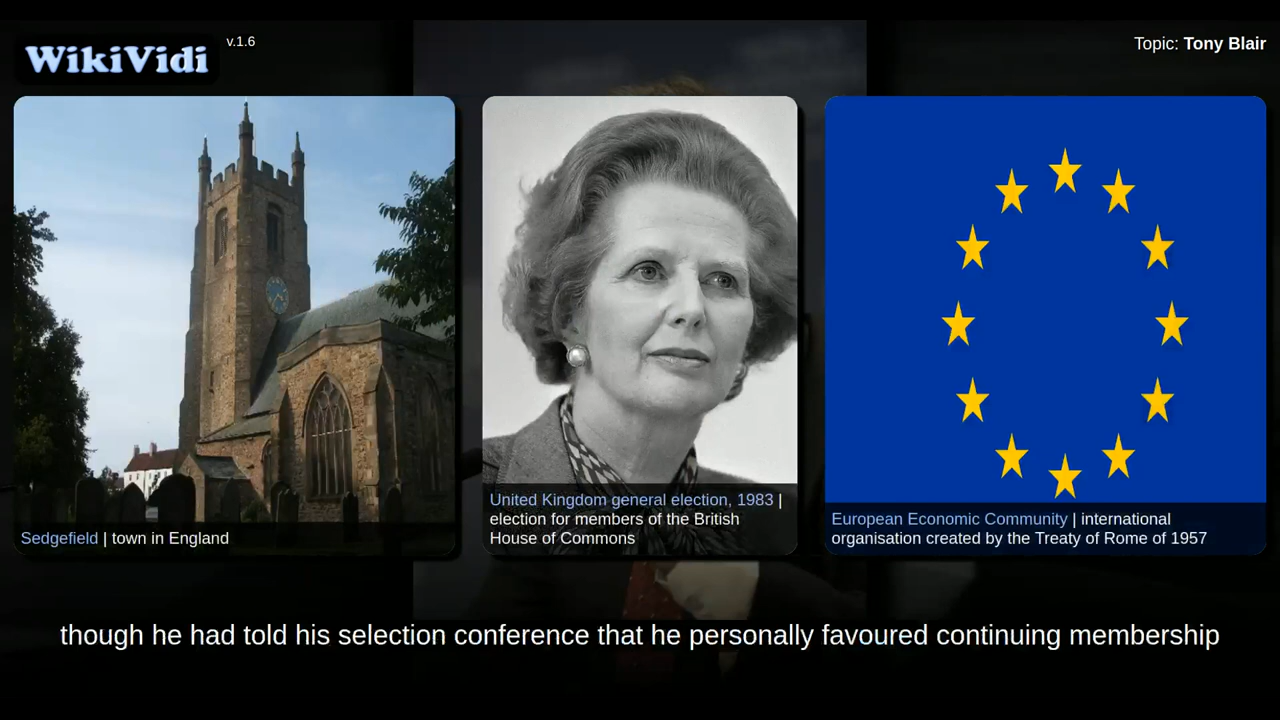 WikiVidi
v.1.6
Topic: Tony Blair
Sedgefield | town in England
United Kingdom general election, 1983 |
election for members of the British
House of Commons
European Economic Community | international
organisation created by the Treaty of Rome of 1957
though he had told his selection conference that he personally favoured continuing membership